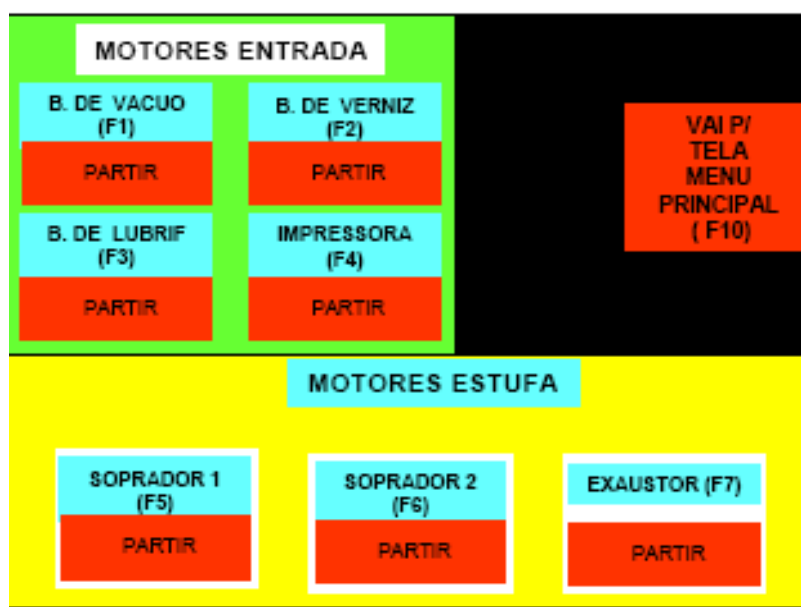 MOTORES ENTRADA
B. DE VACUO
(F1)
PARTIR
B. DE VERNIZ
(F2)
PARTIR
B. DE LUBRIF
(F3)
PARTIR
IMPRESSORA
(F4)
PARTIR
VAI P/
TELA
MENU
PRINCIPAL
( F10)
MOTORES ESTUFA
SOPRADOR 1
(F5)
PARTIR
SOPRADOR 2
(F6)
PARTIR
EXAUSTOR (F7)
PARTIR